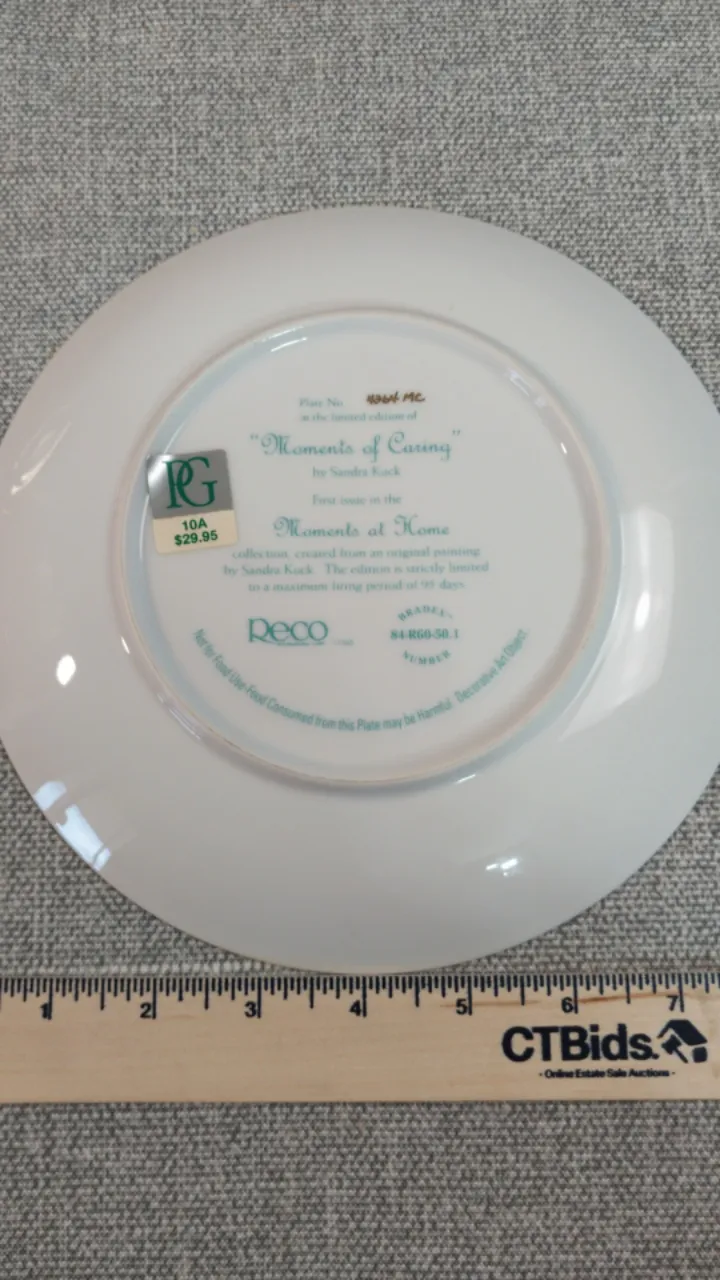 Plate No.
in the limited edition of
"Moments of Caring"
by Sandra Kuck
First issue in the
Moments at Home
collection, created from an original painting
by Sandra Kuck. The edition is strictly limited
to a maximum firing period of 95 days.
PG
10A
$29.95
Reco
BRADEX
84-R60-50.1
NUMBER
Not for Food Use-Food Consumed from this Plate may be Harmful. Decorative Art Object.
1 2 3 4 5 6 7
CTBids.
- Online Estate Sale Auctions -